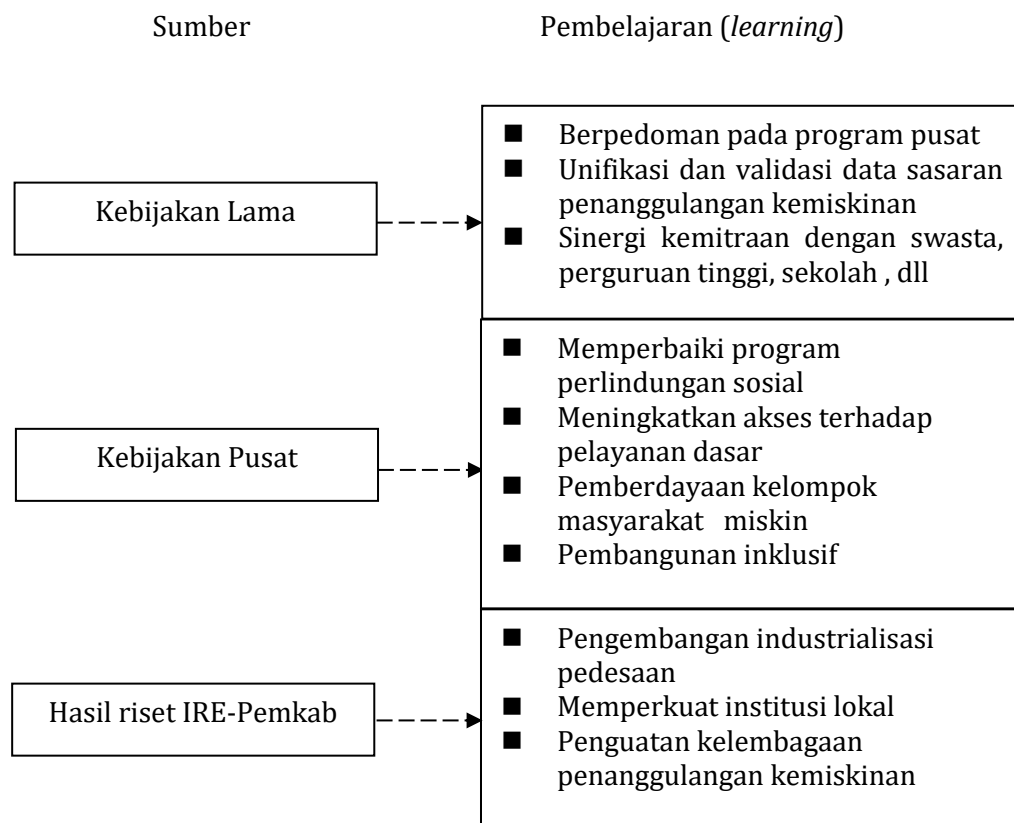 Sumber
Pembelajaran (learning)
Kebijakan Lama
■ Berpedoman pada program pusat
■ Unifikasi dan validasi data sasaran
penanggulangan kemiskinan
■ Sinergi kemitraan dengan swasta,
perguruan tinggi, sekolah , dll
Kebijakan Pusat
■ Memperbaiki program
perlindungan sosial
■ Meningkatkan akses terhadap
pelayanan dasar
■ Pemberdayaan kelompok
masyarakat miskin
■ Pembangunan inklusif
Hasil riset IRE-Pemkab
■ Pengembangan industrialisasi
pedesaan
■ Memperkuat institusi lokal
■ Penguatan kelembagaan
penanggulangan kemiskinan